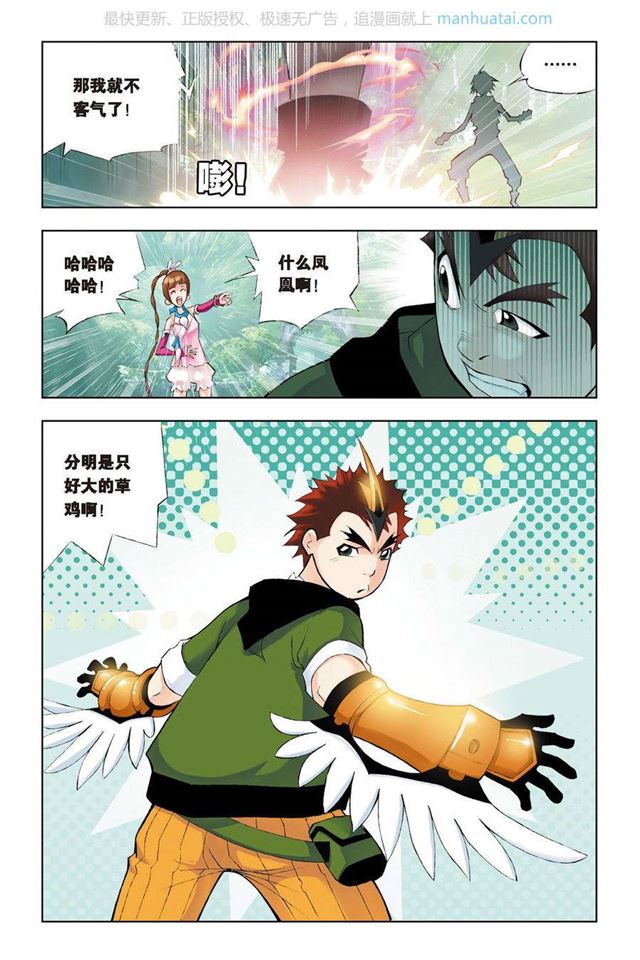 最快更新、正版授权、极速无广告，追漫画就上 manhuatai.com
那我就不
客气了！
……
嘭！
哈哈哈
哈哈！
什么凤
凰啊！
分明是只
好大的草
鸡啊！